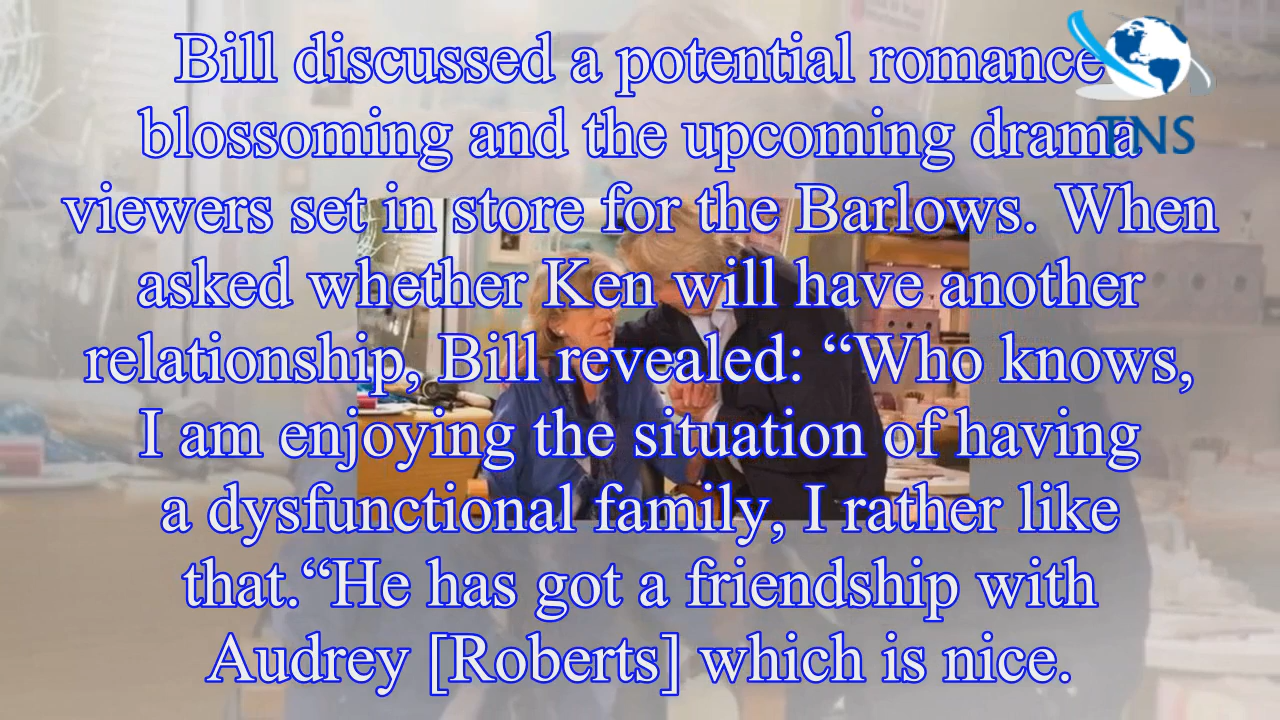 Bill discussed a potential romance
blossoming and the upcoming drama
viewers set in store for the Barlows. When
asked whether Ken will have another
relationship, Bill revealed: “Who knows,
I am enjoying the situation of having
a dysfunctional family, I rather like
that.“He has got a friendship with
Audrey [Roberts] which is nice.
TNS